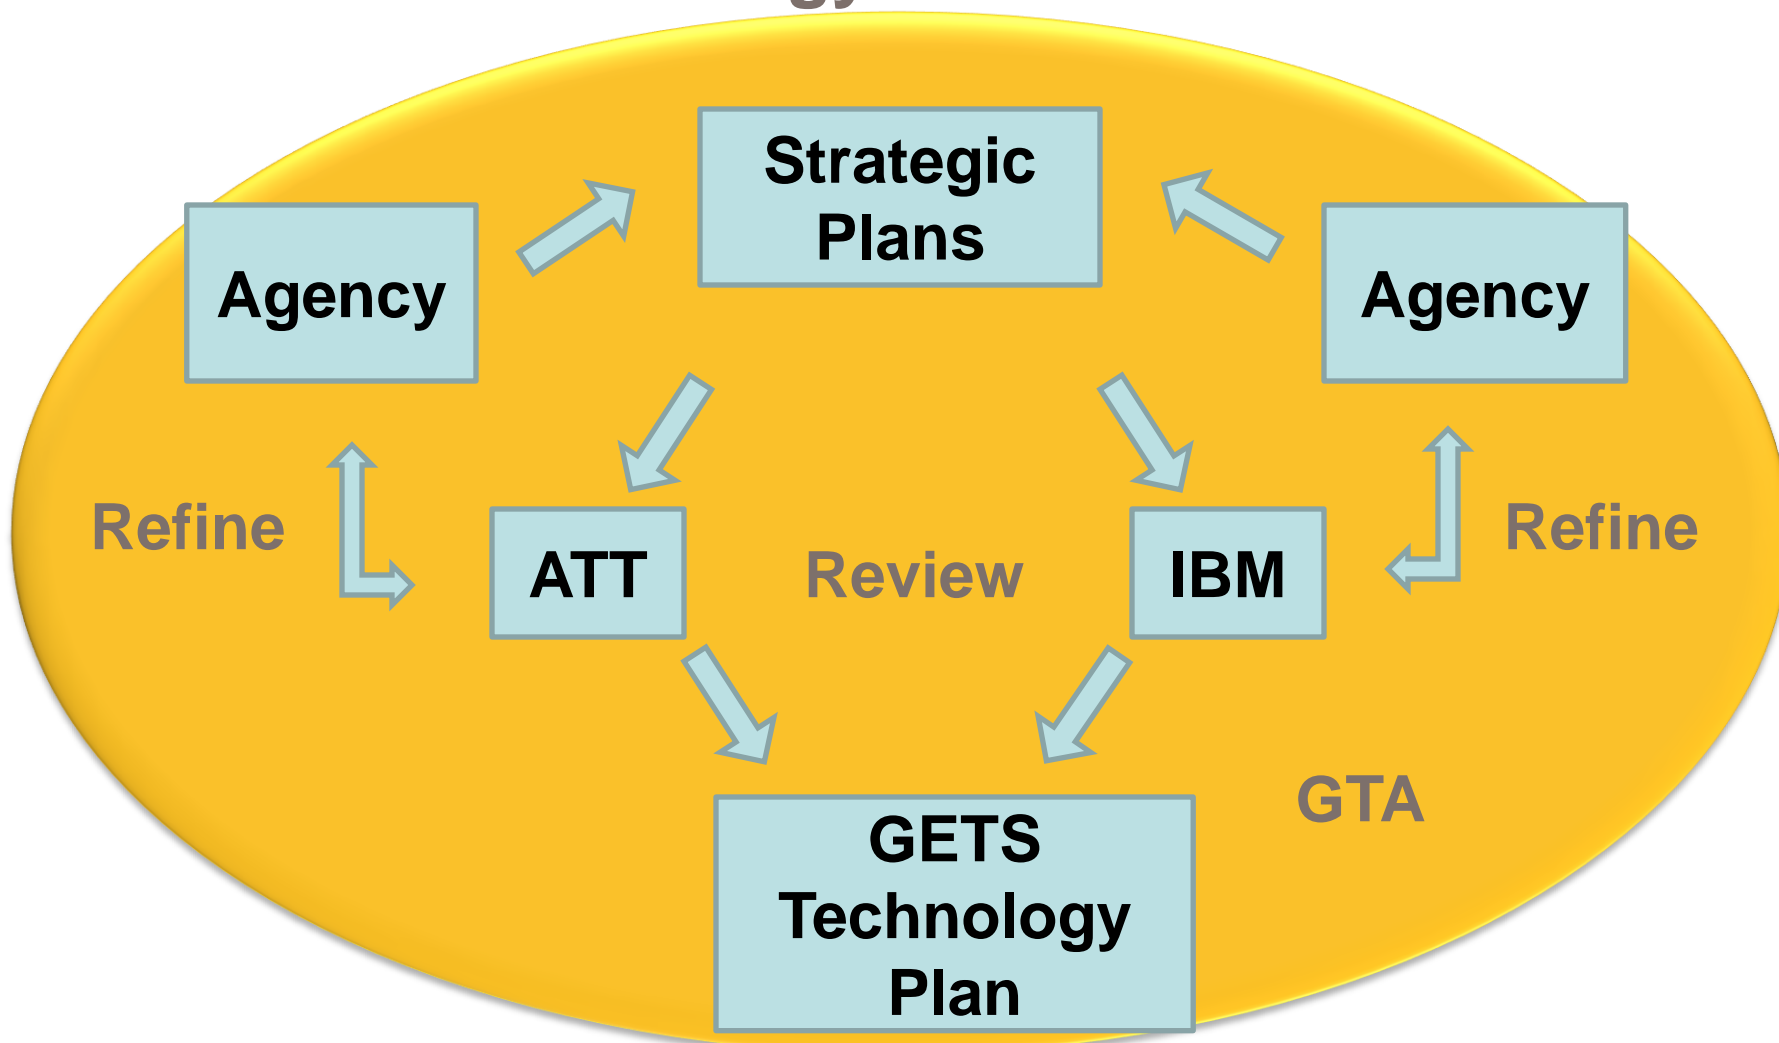 Strategic
Plans
Agency
Agency
Refine
Refine
ATT
Review
IBM
GTA
GETS
Technology
Plan